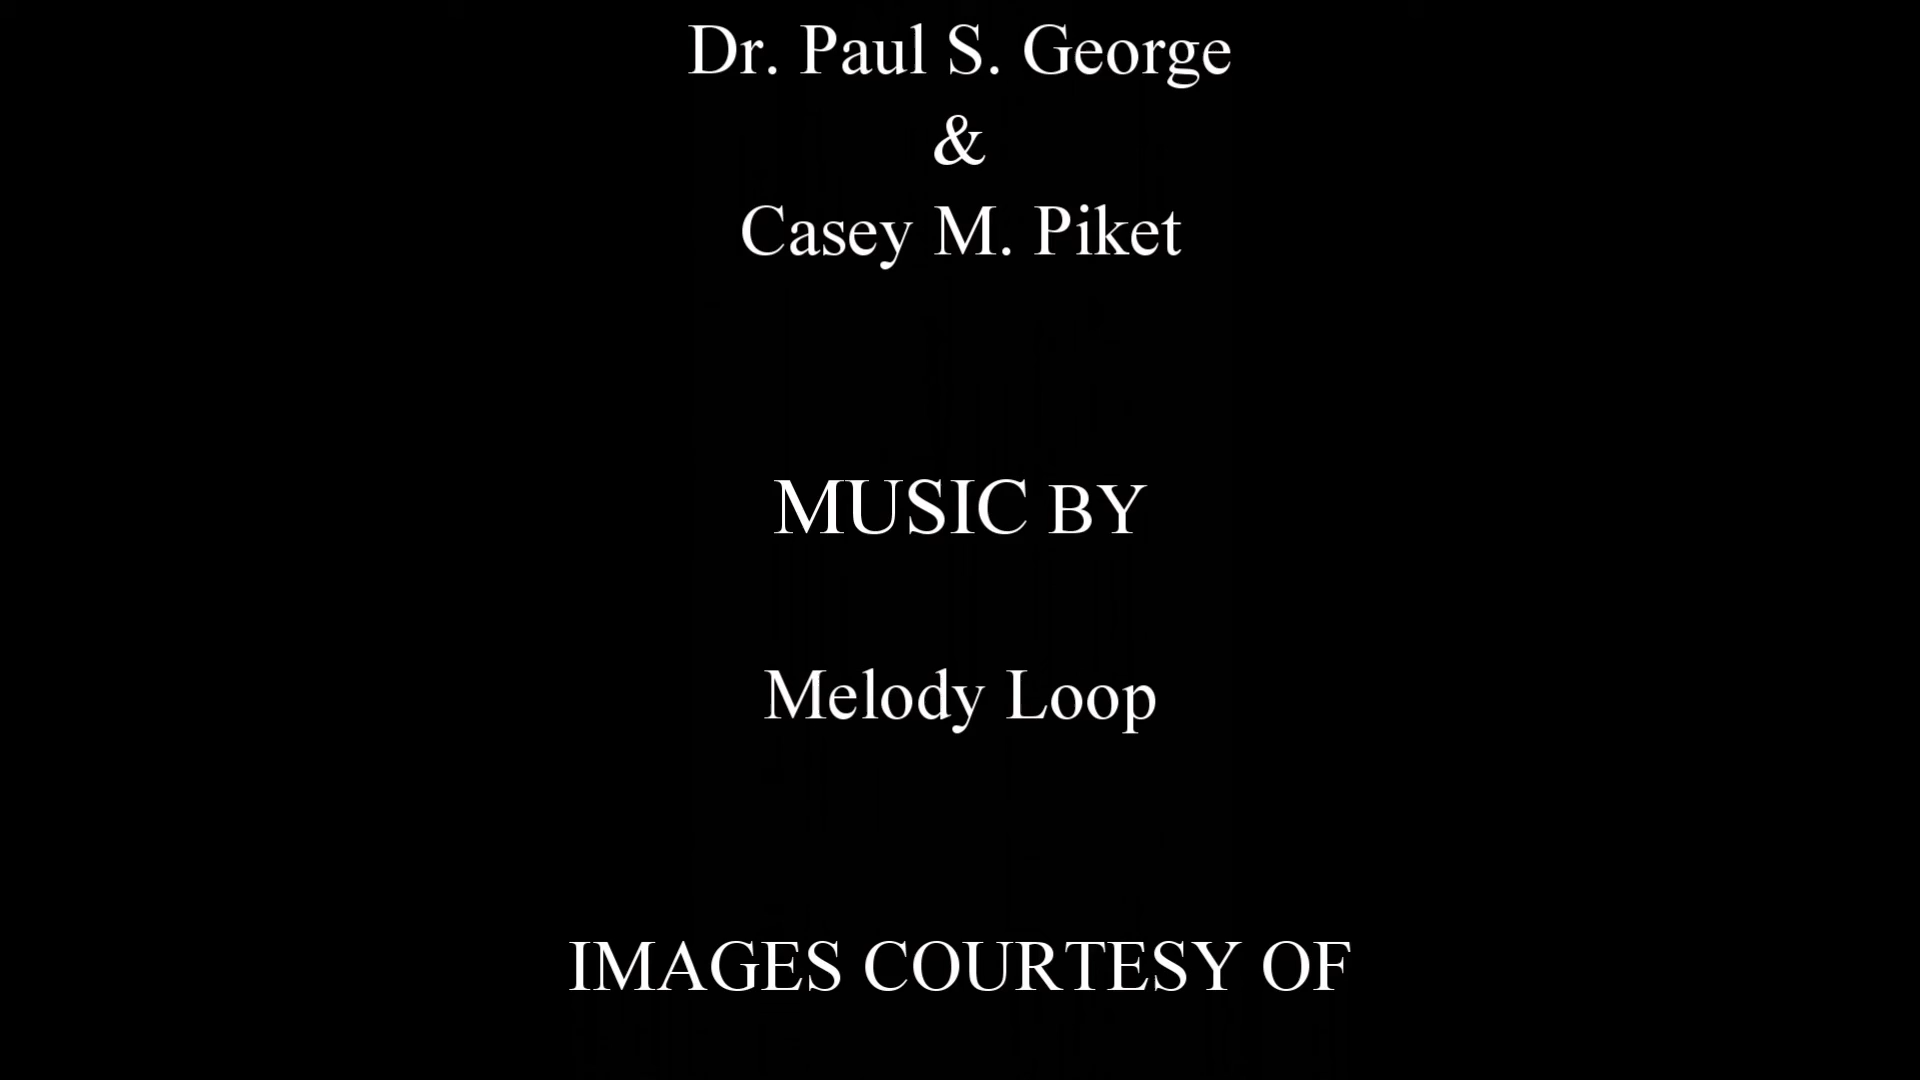 Dr. Paul S. George
&
Casey M. Piket
MUSIC BY
Melody Loop
IMAGES COURTESY OF